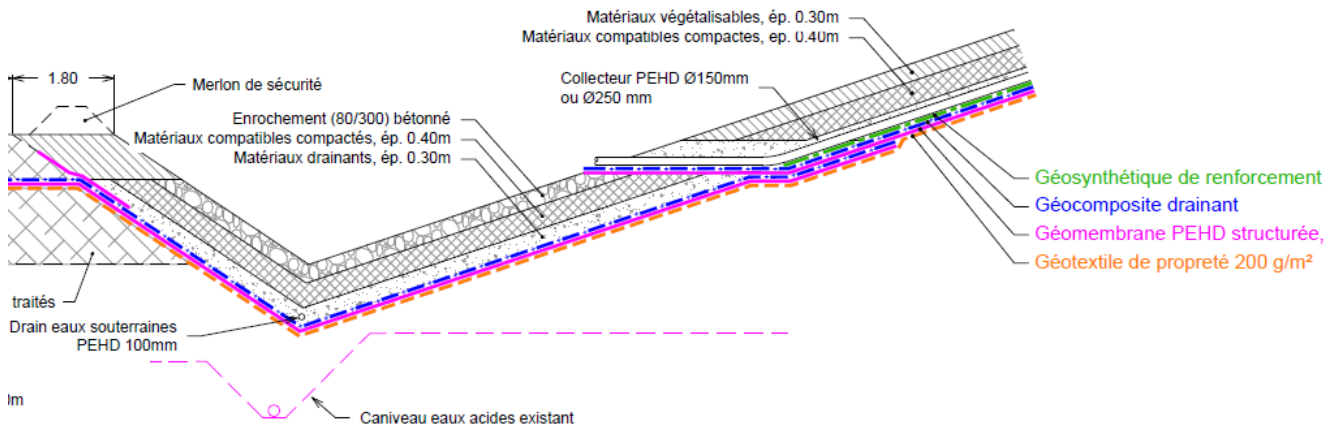 Matériaux végétalisables, ép. 0.30m
Matériaux compatibles compactés, ép. 0.40m
1.80
Merlon de sécurité
Collecteur PEHD Ø150mm
ou Ø250 mm
Enrochement (80/300) bétonné
Matériaux compatibles compactés, ép. 0.40m
Matériaux drainants, ép. 0.30m
Géosynthétique de renforcement
Géocomposite drainant
Géomembrane PEHD structurée,
Géotextile de propreté 200 g/m²
traités
Drain eaux souterraines
PEHD 100mm
Caniveau eaux acides existant